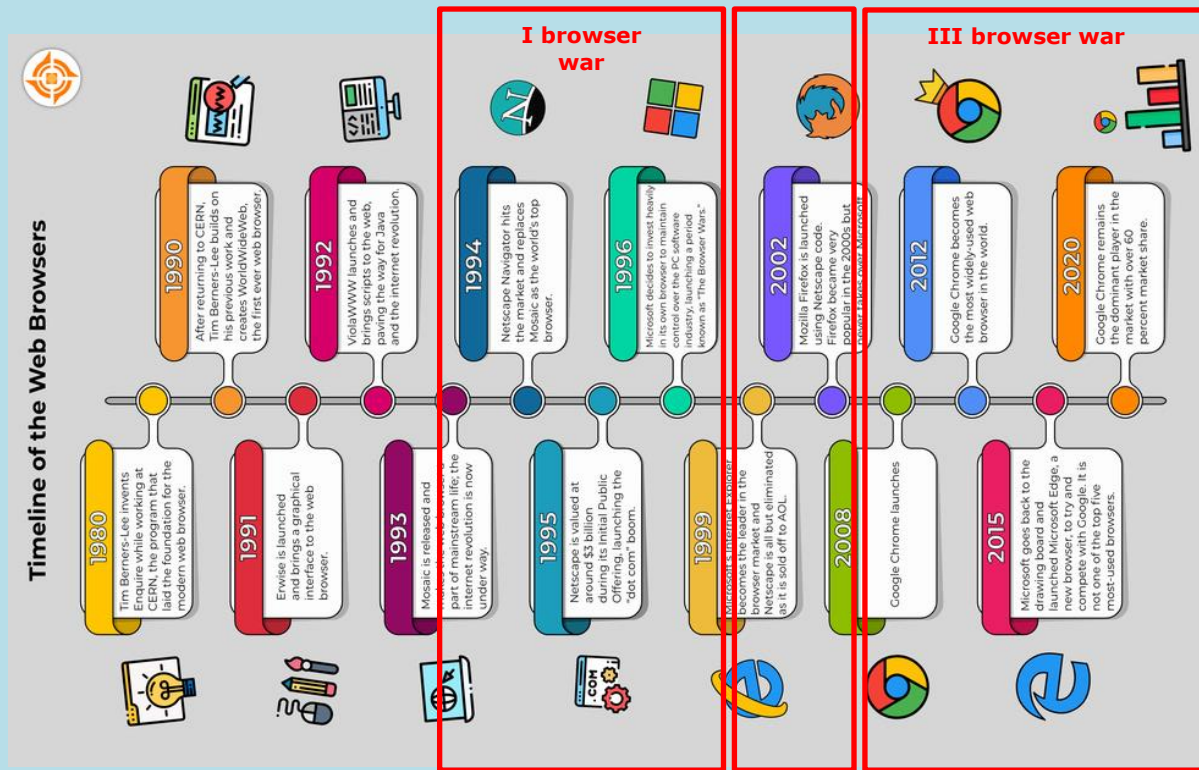 I browser
war
III browser war
Timeline of the Web Browsers
1980
Tim Berners-Lee invents
Enquire while working at
CERN, the program that
laid the foundation for the
modern web browser.
1990
After returning to CERN,
Tim Berners-Lee builds on
his previous work and
creates WorldWideWeb,
the first ever web browser.
WWW
1991
Erwise is launched
and brings a graphical
interface to the web
browser.
1992
ViolaWWW launches and
brings scripts to the web,
paving the way for Java
and the internet revolution.
1993
Mosaic is released and
makes the web browser a
part of mainstream life; the
internet revolution is now
under way.
1994
Netscape Navigator hits
the market and replaces
Mosaic as the world's top
browser.
N
1995
Netscape is valued at
around $3 billion
during its Initial Public
Offering, launching the
"dot com" boom.
.COM
1996
Microsoft decides to invest heavily
in its own browser to maintain
control over the PC software
industry, launching a period
known as "The Browser Wars."
1999
Microsoft's Internet Explorer
becomes the leader in the
browser market and
Netscape is all but eliminated
as it is sold off to AOL.
2002
Mozilla Firefox is launched
using Netscape code.
Firefox became very
popular in the 2000s but
never takes over Microsoft.
2008
Google Chrome launches
2012
Google Chrome becomes
the most widely-used web
browser in the world.
2015
Microsoft goes back to the
drawing board and
launched Microsoft Edge, a
new browser, to try and
compete with Google. It is
not one of the top five
most-used browsers.
2020
Google Chrome remains
the dominant player in the
market with over 60
percent market share.